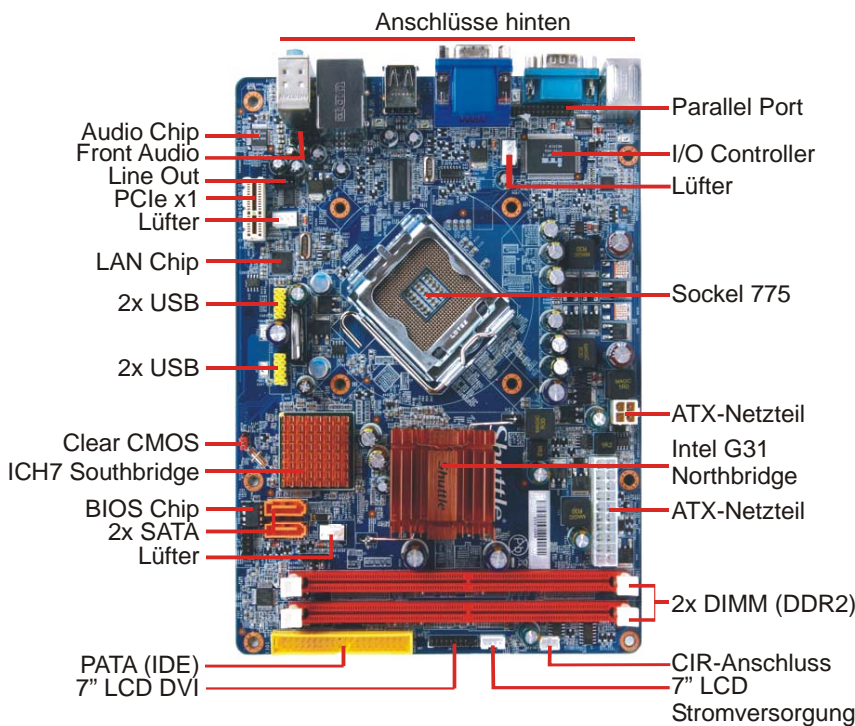 Anschlüsse hinten
Audio Chip
Front Audio
Line Out
PCIe x1
Lüfter
LAN Chip
2x USB
2x USB
Clear CMOS
ICH7 Southbridge
BIOS Chip
2x SATA
Lüfter
PATA (IDE)
7” LCD DVI
Parallel Port
I/O Controller
Lüfter
Sockel 775
ATX-Netzteil
Intel G31
Northbridge
ATX-Netzteil
2x DIMM (DDR2)
CIR-Anschluss
7” LCD
Stromversorgung
Shuttle
Shuttle